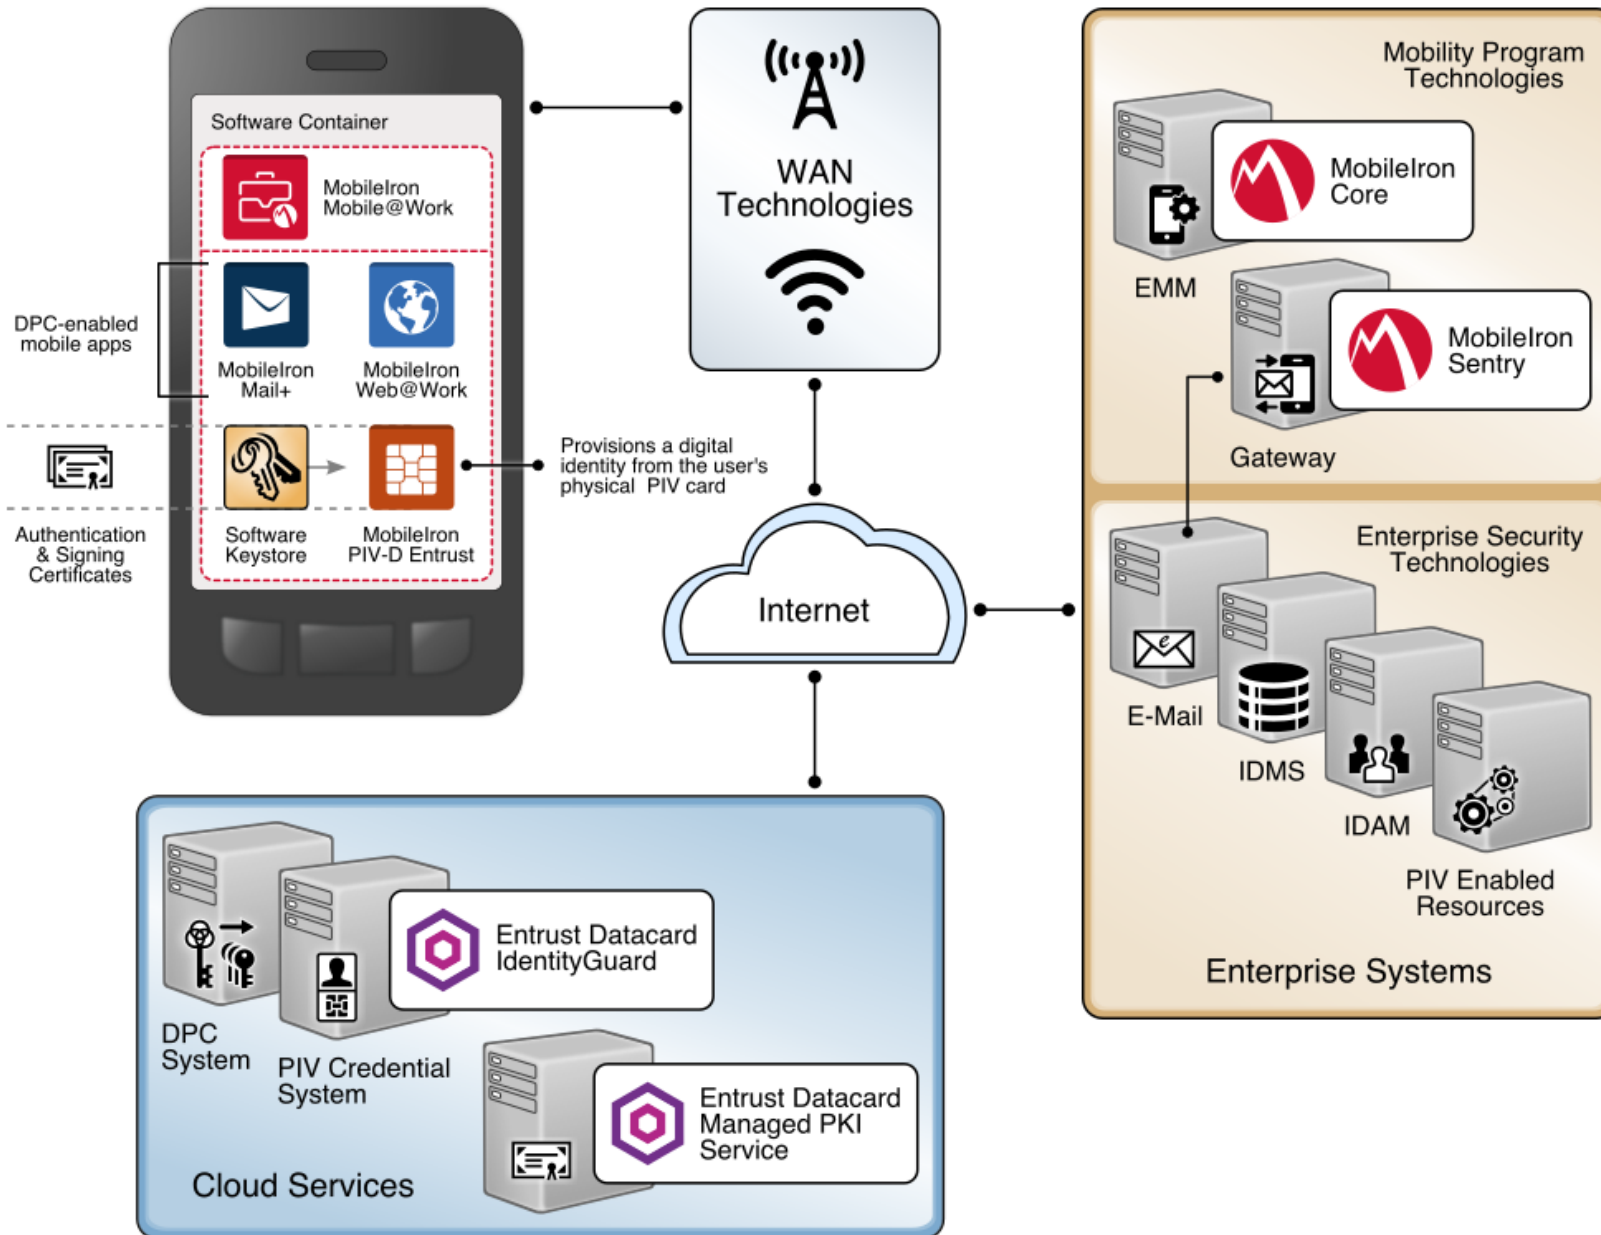 Software Container
MobileIron
Mobile@Work
DPC-enabled
mobile apps
MobileIron
Mail+
MobileIron
Web@Work
Authentication
& Signing
Certificates
Software
Keystore
MobileIron
PIV-D Entrust
Provisions a digital
identity from the user's
physical PIV card
WAN
Technologies
Internet
Mobility Program
Technologies
MobileIron
Core
EMM
MobileIron
Sentry
Gateway
Enterprise Security
Technologies
e
E-Mail
IDMS
IDAM
PIV Enabled
Resources
Enterprise Systems
DPC
System
PIV Credential
System
Entrust Datacard
IdentityGuard
Entrust Datacard
Managed PKI
Service
Cloud Services